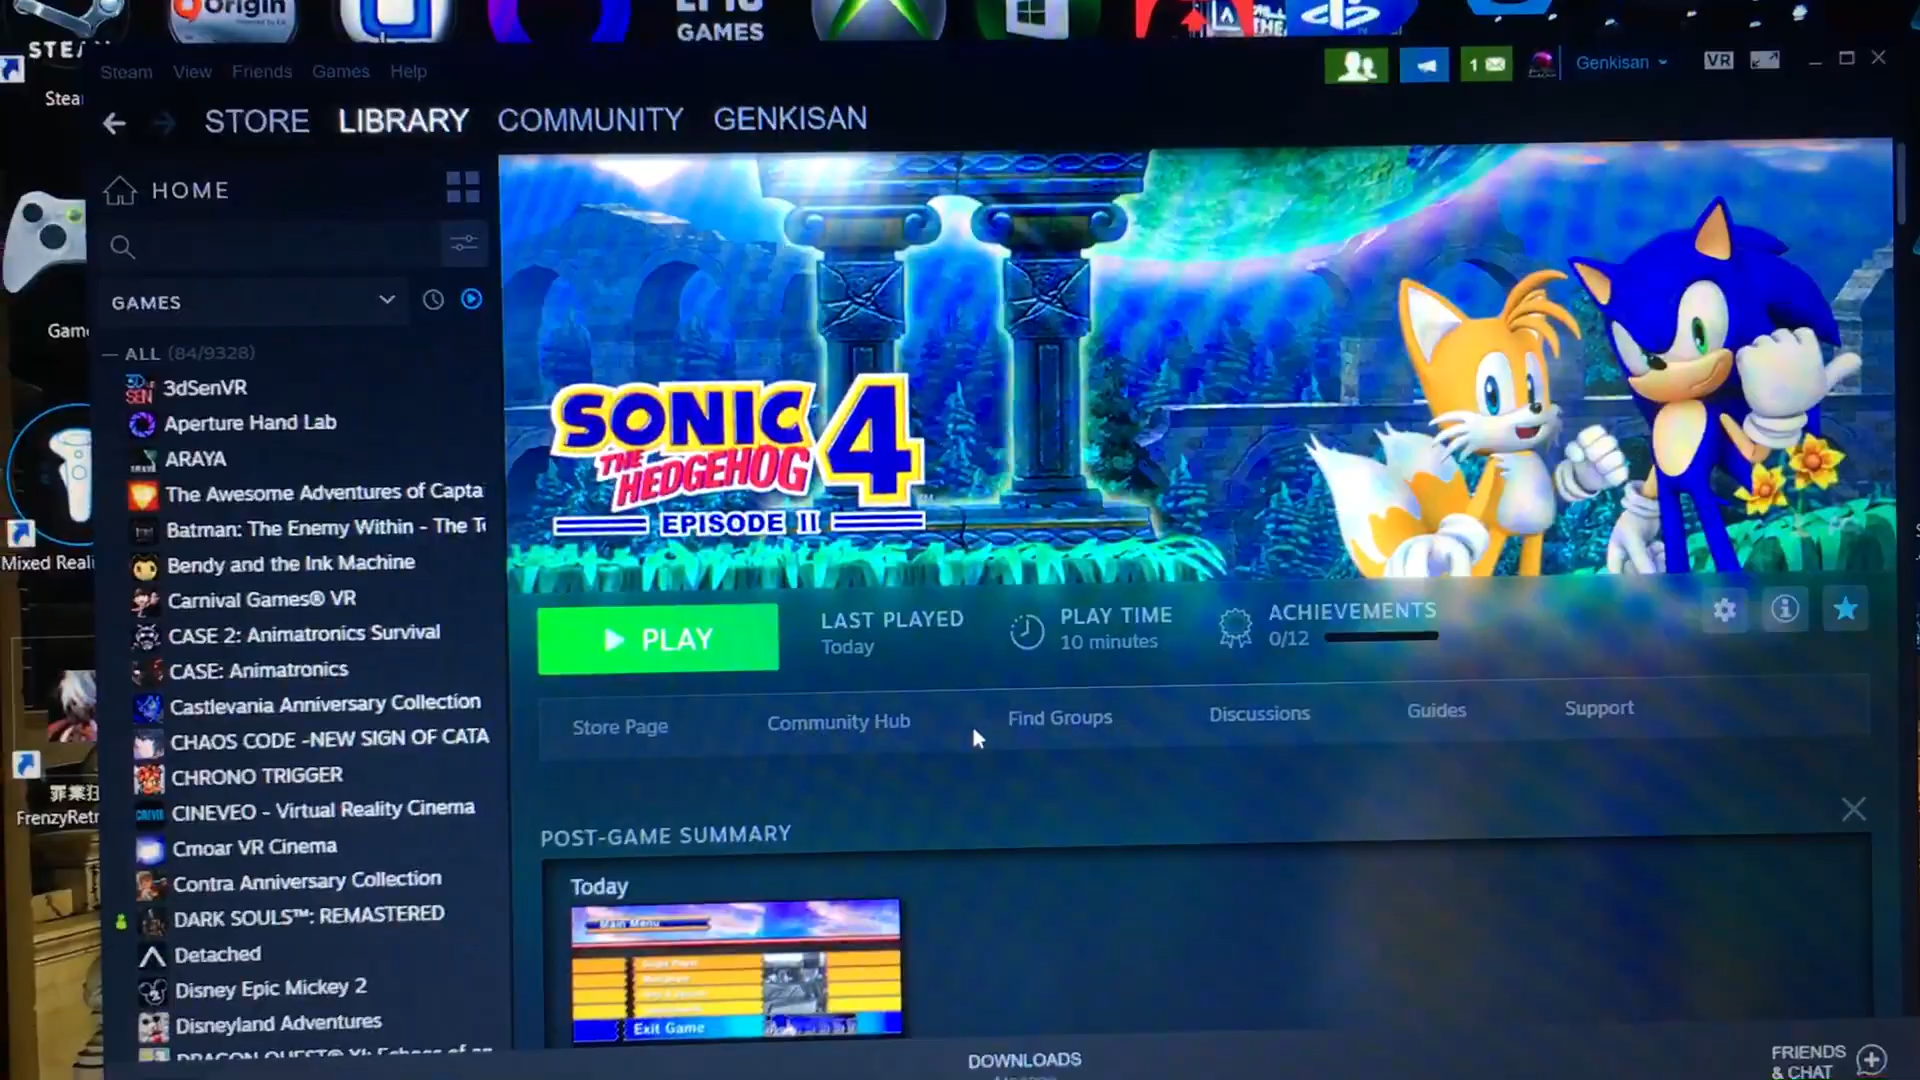 Origin
GAMES
Stea
Steam View Friends Games Help
1
Genkisan
VR
STORE LIBRARY COMMUNITY GENKISAN
HOME
GAMES
ALL (84/9328)
3dSenVR
Aperture Hand Lab
ARAYA
The Awesome Adventures of Capta
Batman: The Enemy Within - The Te
Bendy and the Ink Machine
Carnival Games® VR
CASE 2: Animatronics Survival
CASE: Animatronics
Castlevania Anniversary Collection
CHAOS CODE -NEW SIGN OF CATA
CHRONO TRIGGER
CINEVEO - Virtual Reality Cinema
Cmoar VR Cinema
Contra Anniversary Collection
DARK SOULS™: REMASTERED
Detached
Disney Epic Mickey 2
Disneyland Adventures
Game
Mixed Reali
FrenzyRetr
SONIC
THE
HEDGEHOG
4
EPISODE II
PLAY
LAST PLAYED
Today
PLAY TIME
10 minutes
ACHIEVEMENTS
0/12
Store Page Community Hub Find Groups Discussions Guides Support
POST-GAME SUMMARY
Today
Main Menu
Exit Game
DOWNLOADS
FRIENDS
& CHAT